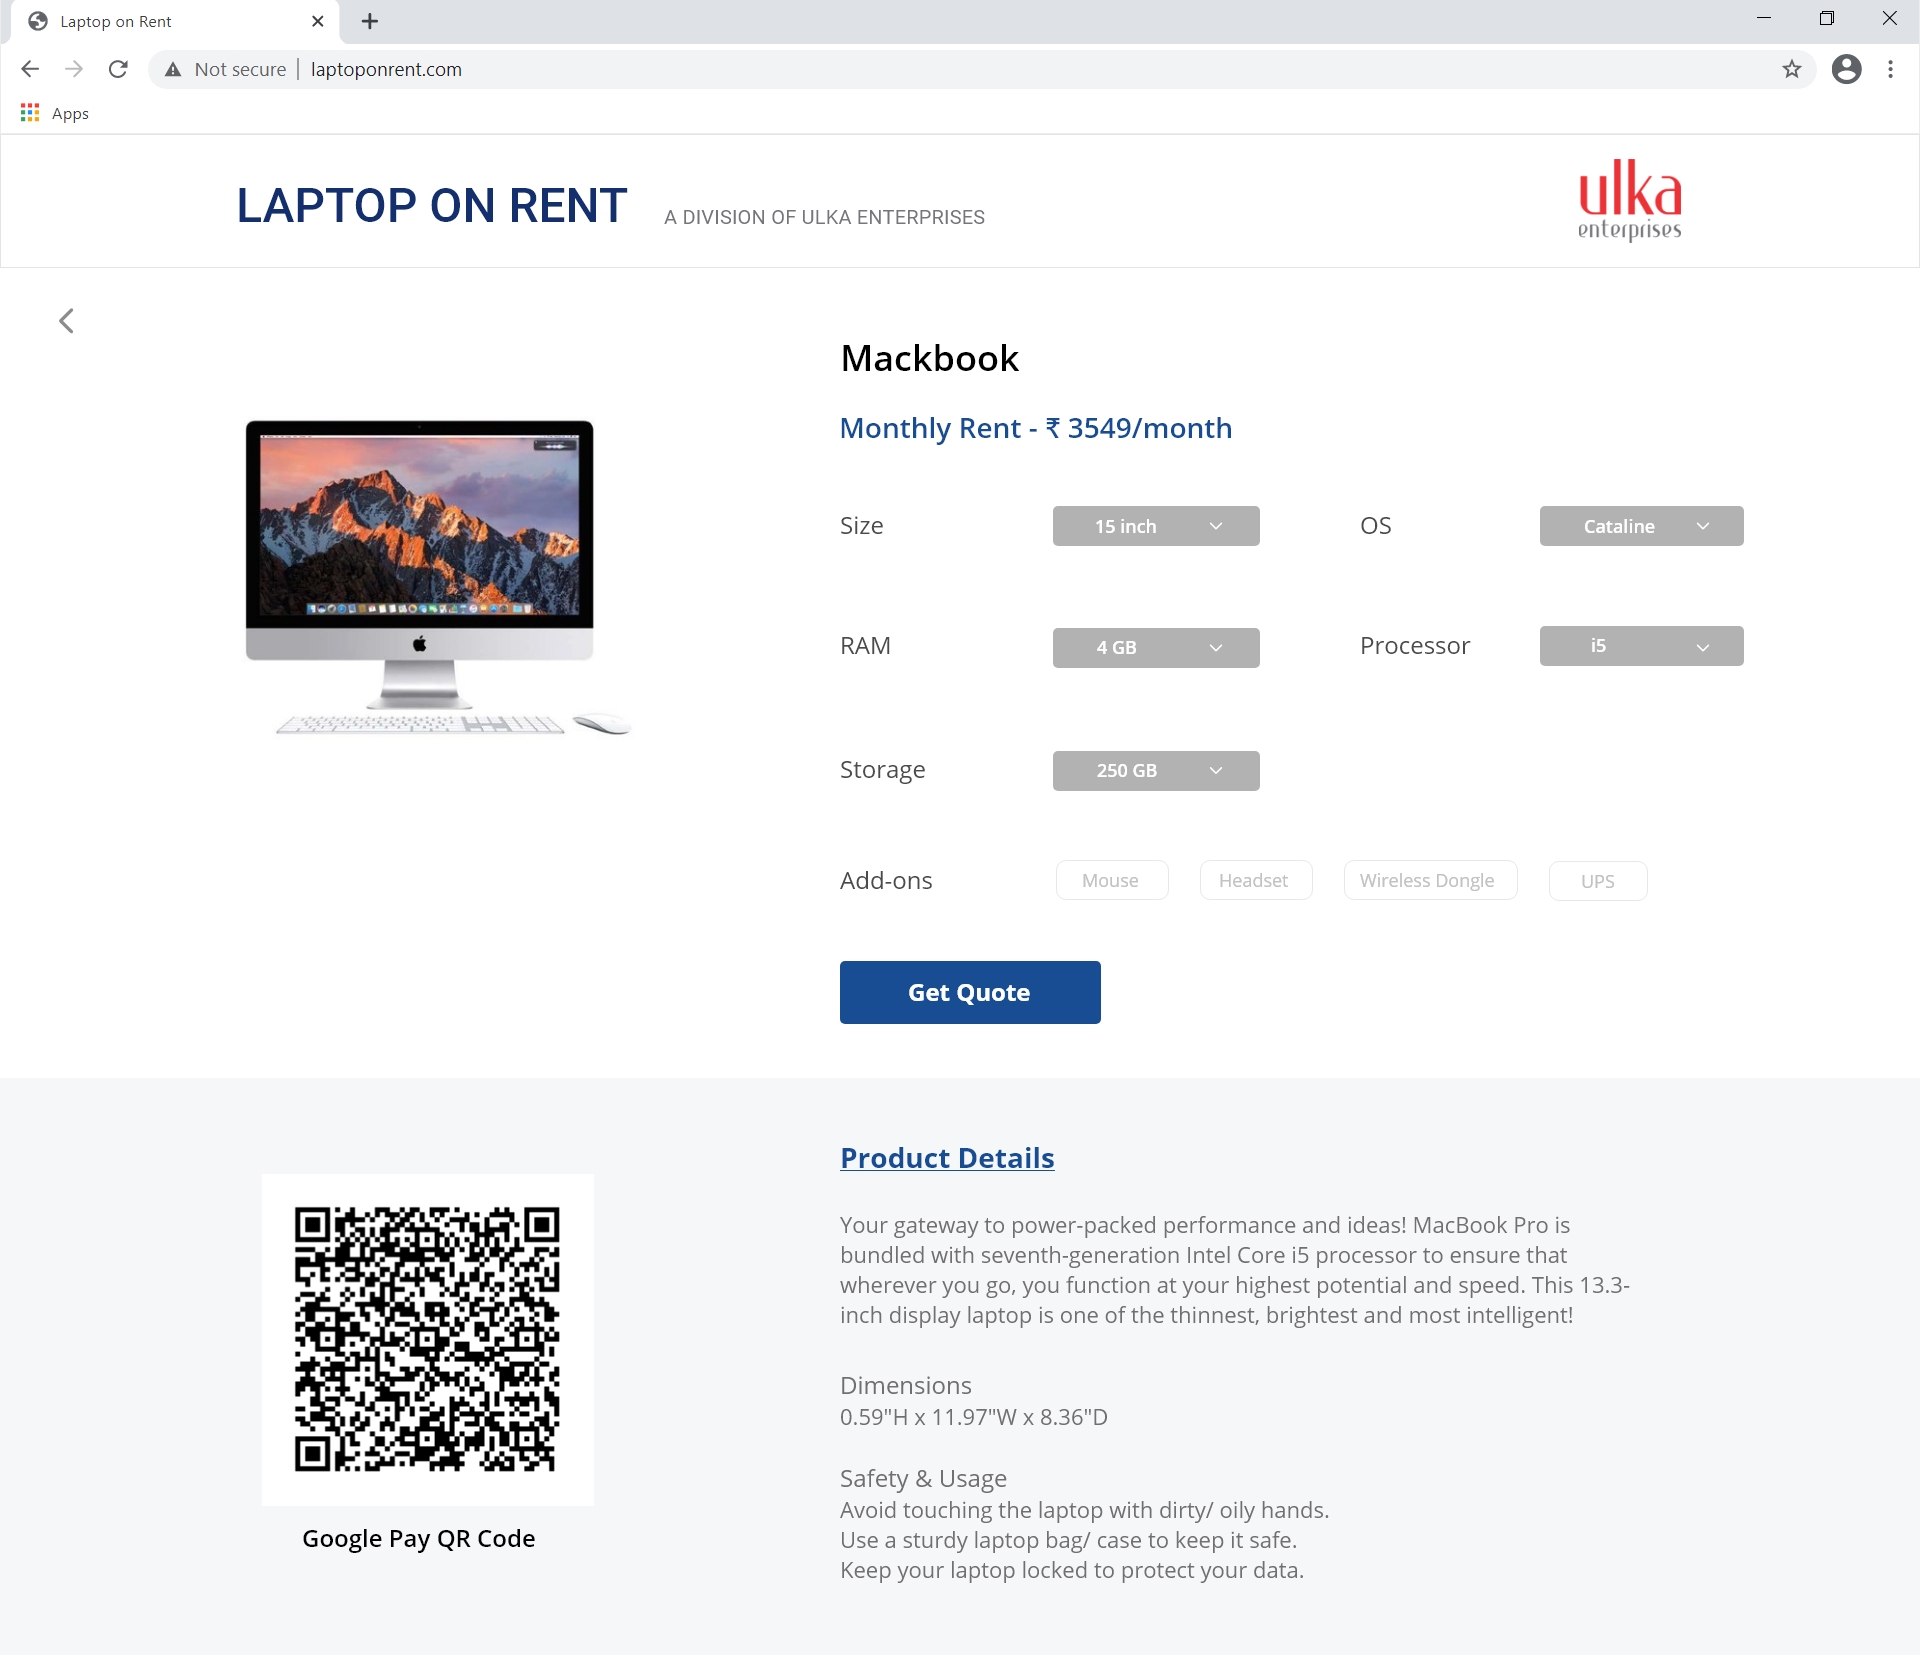 Laptop on Rent
Not secure | laptoponrent.com
Apps
LAPTOP ON RENT
A DIVISION OF ULKA ENTERPRISES
ulka
enterprises
Mackbook
Monthly Rent - ₹ 3549/month
Size
15 inch
OS
Cataline
RAM
4 GB
Processor
i5
Storage
250 GB
Add-ons
Mouse
Headset
Wireless Dongle
UPS
Get Quote
Product Details
Your gateway to power-packed performance and ideas! MacBook Pro is
bundled with seventh-generation Intel Core i5 processor to ensure that
wherever you go, you function at your highest potential and speed. This 13.3-
inch display laptop is one of the thinnest, brightest and most intelligent!
Dimensions
0.59"H x 11.97"W x 8.36"D
Safety & Usage
Avoid touching the laptop with dirty/ oily hands.
Use a sturdy laptop bag/ case to keep it safe.
Keep your laptop locked to protect your data.
Google Pay QR Code